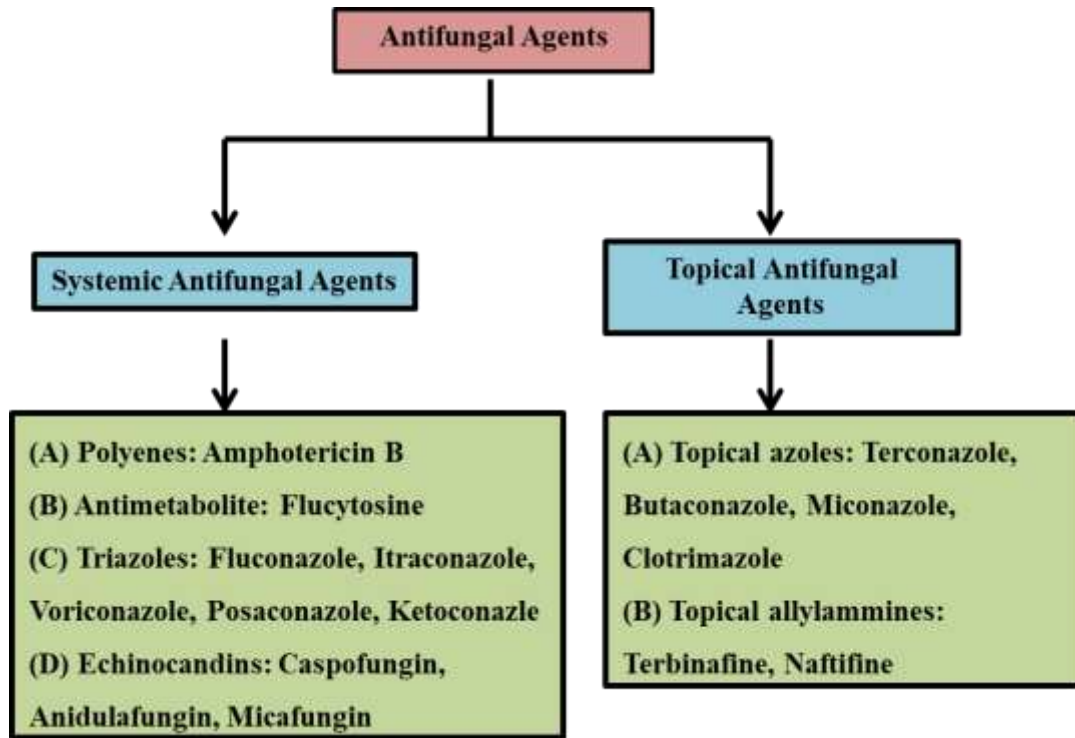 Antifungal Agents
Systemic Antifungal Agents
Topical Antifungal
Agents
(A) Polyenes: Amphotericin B
(B) Antimetabolite: Flucytosine
(C) Triazoles: Fluconazole, Itraconazole,
Voriconazole, Posaconazole, Ketoconazle
(D) Echinocandins: Caspofungin,
Anidulafungin, Micafungin
(A) Topical azoles: Terconazole,
Butaconazole, Miconazole,
Clotrimazole
(B) Topical allylammines:
Terbinafine, Naftifine